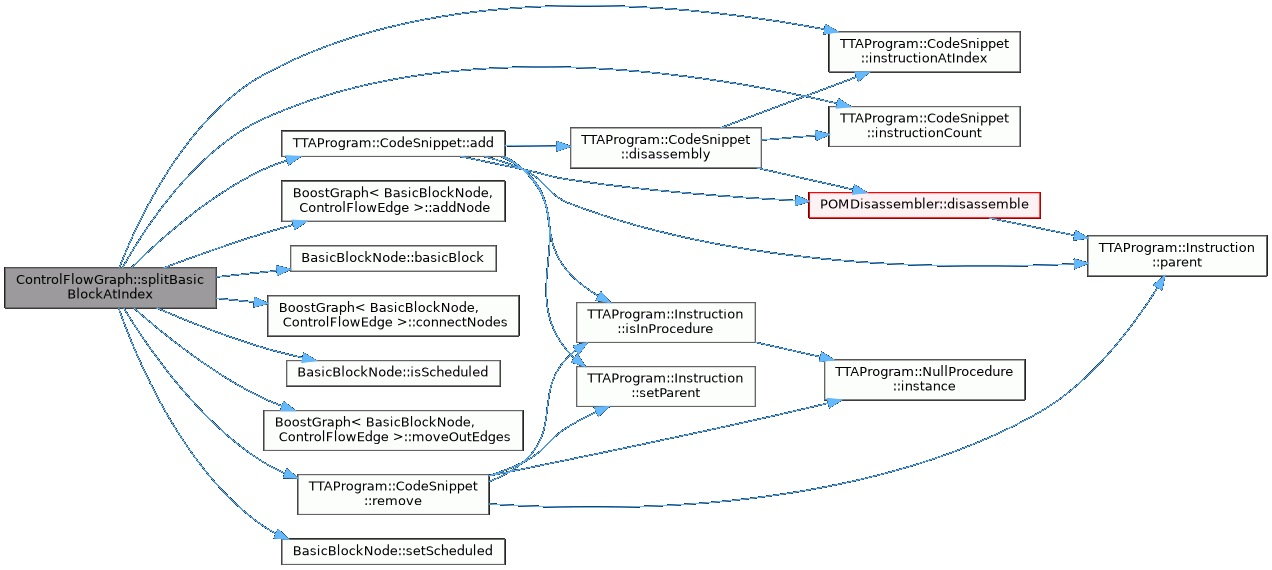 ControlFlowGraph::splitBasic
BlockAtIndex
TTAProgram::CodeSnippet::add
BoostGraph< BasicBlockNode,
ControlFlowEdge >::addNode
BasicBlockNode::basicBlock
BoostGraph< BasicBlockNode,
ControlFlowEdge >::connectNodes
BasicBlockNode::isScheduled
BoostGraph< BasicBlockNode,
ControlFlowEdge >::moveOutEdges
TTAProgram::CodeSnippet
::remove
BasicBlockNode::setScheduled
TTAProgram::CodeSnippet
::disassembly
TTAProgram::Instruction
::isInProcedure
TTAProgram::Instruction
::setParent
TTAProgram::CodeSnippet
::instructionAtIndex
TTAProgram::CodeSnippet
::instructionCount
POMDisassembler::disassemble
TTAProgram::NullProcedure
::instance
TTAProgram::Instruction
::parent